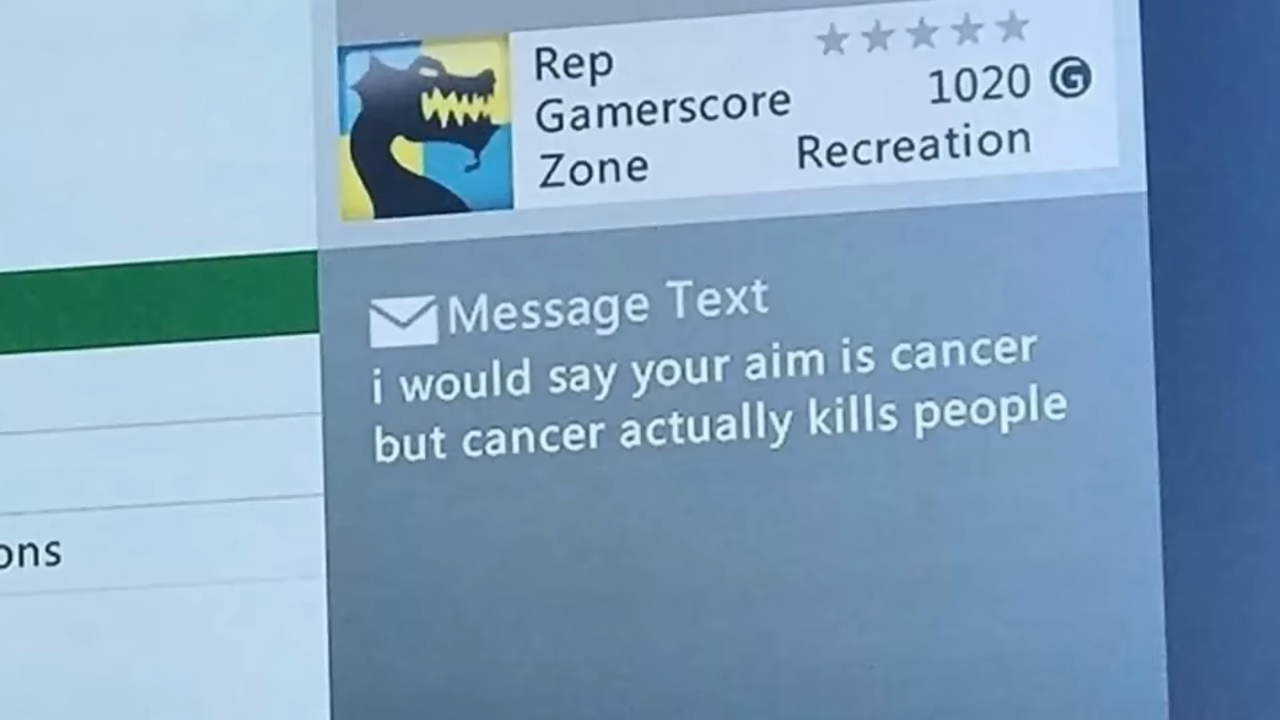 Rep
Gamerscore 1020 G
Zone Recreation
Message Text
i would say your aim is cancer
but cancer actually kills people
ons